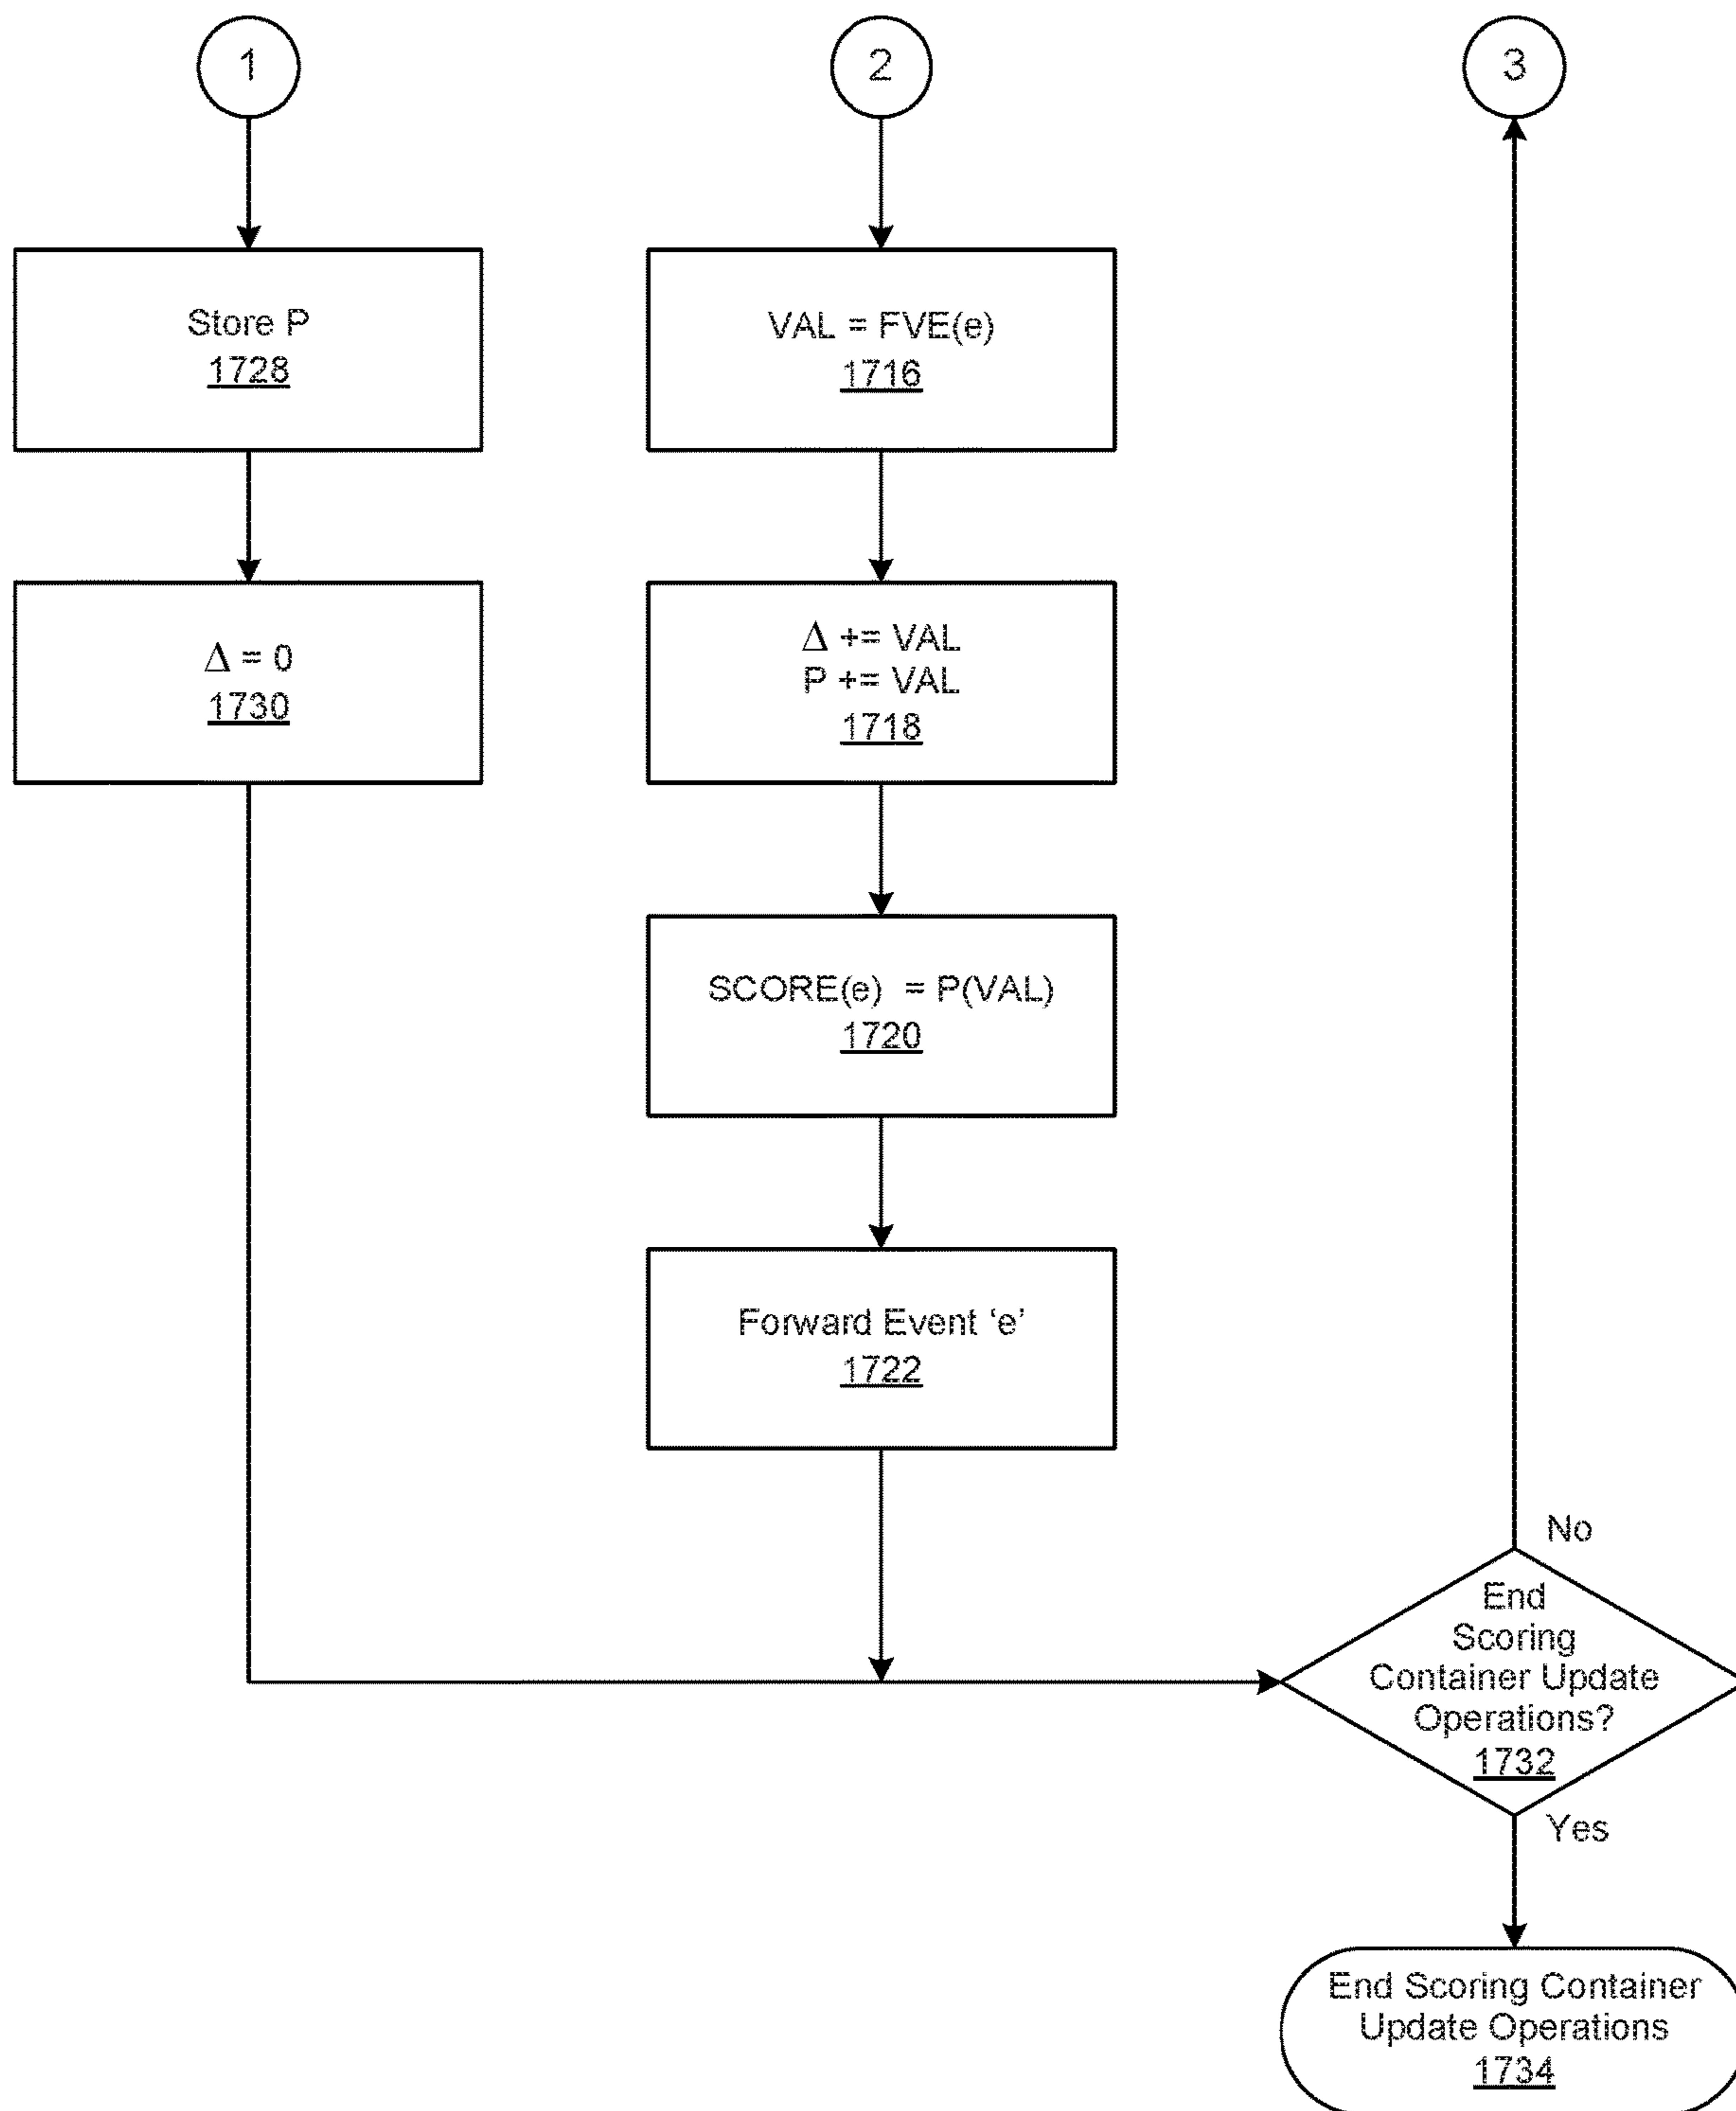 1
2
3
Store P
1728
VAL = FVE(e)
1716
Δ = 0
1730
Δ += VAL
P += VAL
1718
SCORE(e) = P(VAL)
1720
Forward Event ‘e’
1722
No
End
Scoring
Container Update
Operations?
1732
Yes
End Scoring Container
Update Operations
1734